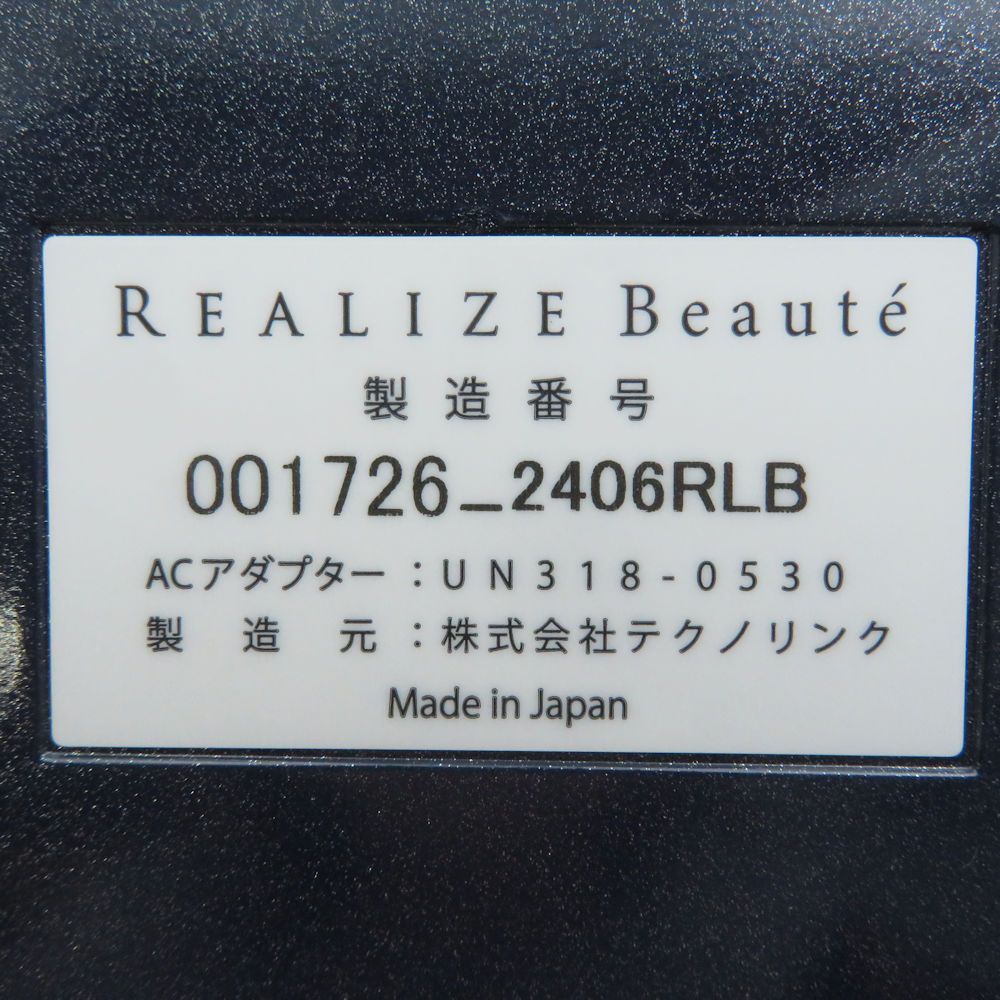 REALIZE Beauté
製造番号
001726_2406RLB
ACアダプター：UN318-0530
製造元：株式会社テクノリンク
Made in Japan